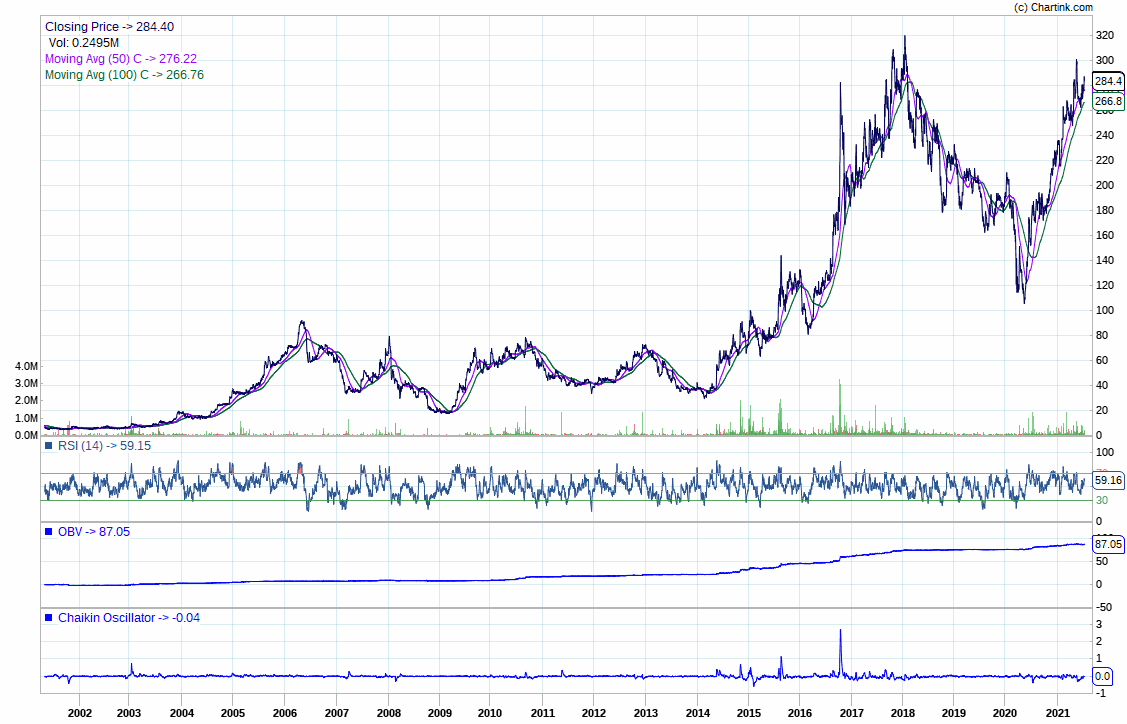 (c) Chartink.com
Closing Price -> 284.40
Vol: 0.2495M
Moving Avg (50) C -> 276.22
Moving Avg (100) C -> 266.76
320
300
284.4
266.8
240
220
200
180
160
140
120
100
80
60
40
20
0
4.0M
3.0M
2.0M
1.0M
0.0M
RSI (14) -> 59.15
100
59.16
30
0
OBV -> 87.05
87.05
50
0
-50
Chaikin Oscillator -> -0.04
3
2
1
0.0
-1
2002 2003 2004 2005 2006 2007 2008 2009 2010 2011 2012 2013 2014 2015 2016 2017 2018 2019 2020 2021